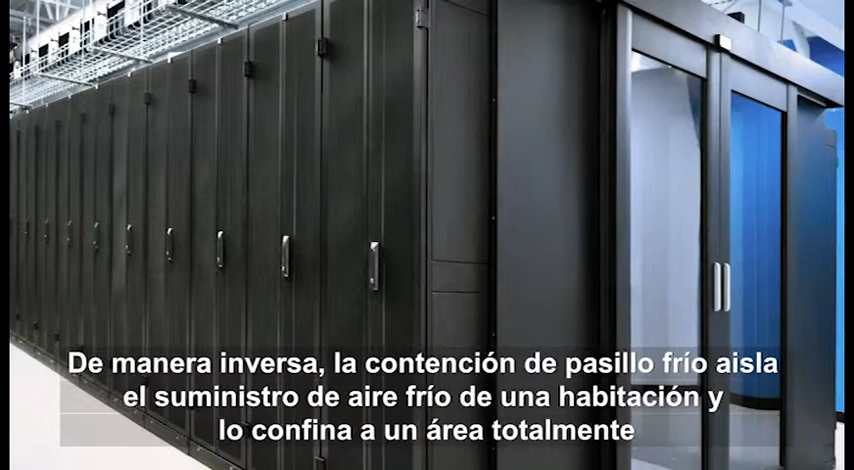 De manera inversa, la contención de pasillo frío aisla
el suministro de aire frío de una habitación y
lo confina a un área totalmente